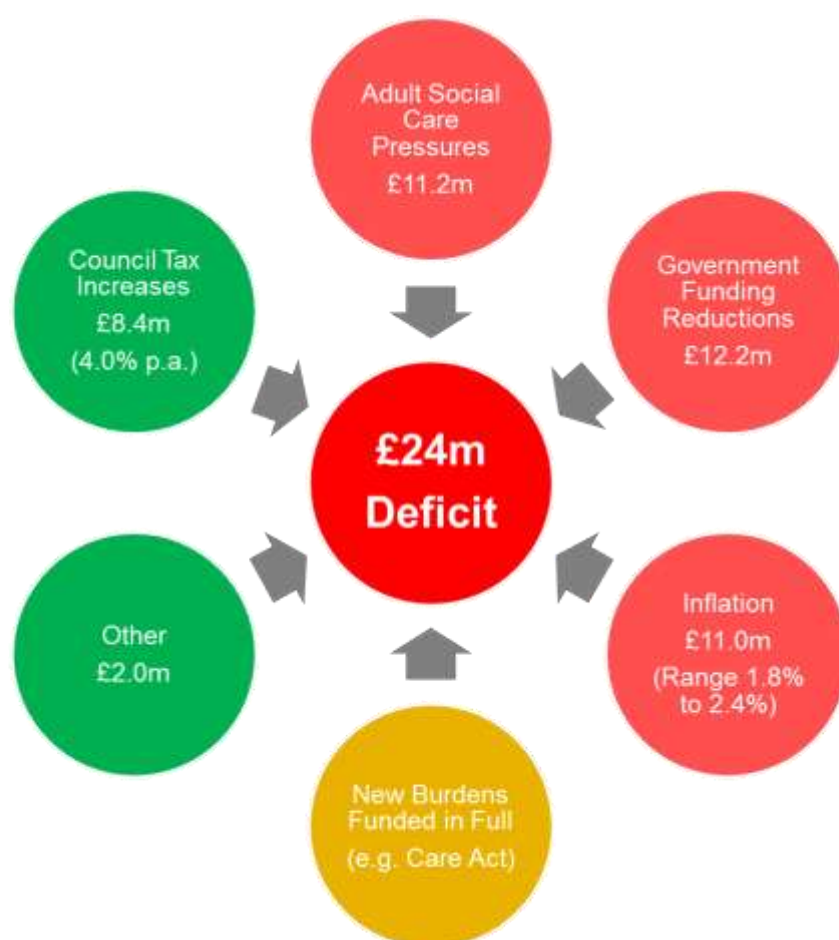 Adult Social
Care
Pressures
£11.2m
Council Tax
Increases
£8.4m
(4.0% p.a.)
Government
Funding
Reductions
£12.2m
£24m
Deficit
Other
£2.0m
Inflation
£11.0m
(Range 1.8%
to 2.4%)
New Burdens
Funded in Full
(e.g. Care Act)